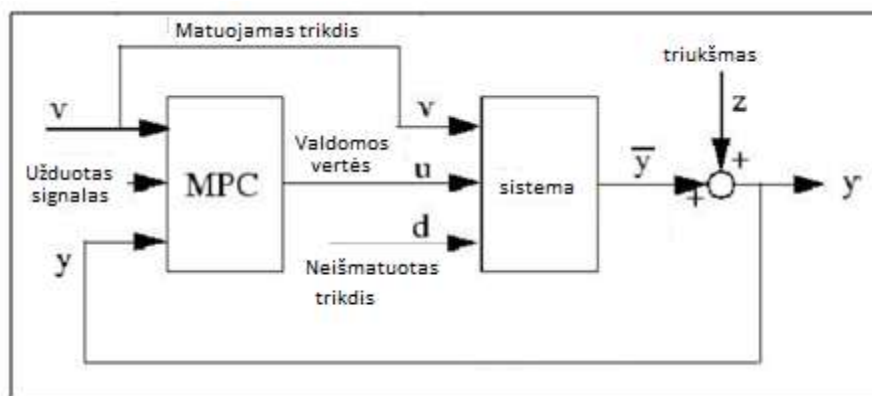 Matuojamas trikdis
triukšmas
v
v
z
Valdomos
vertės
y
+
Užduotas
signalas
MPC
u
sistema
+
y
d
y
Neišmatuotas
trikdis